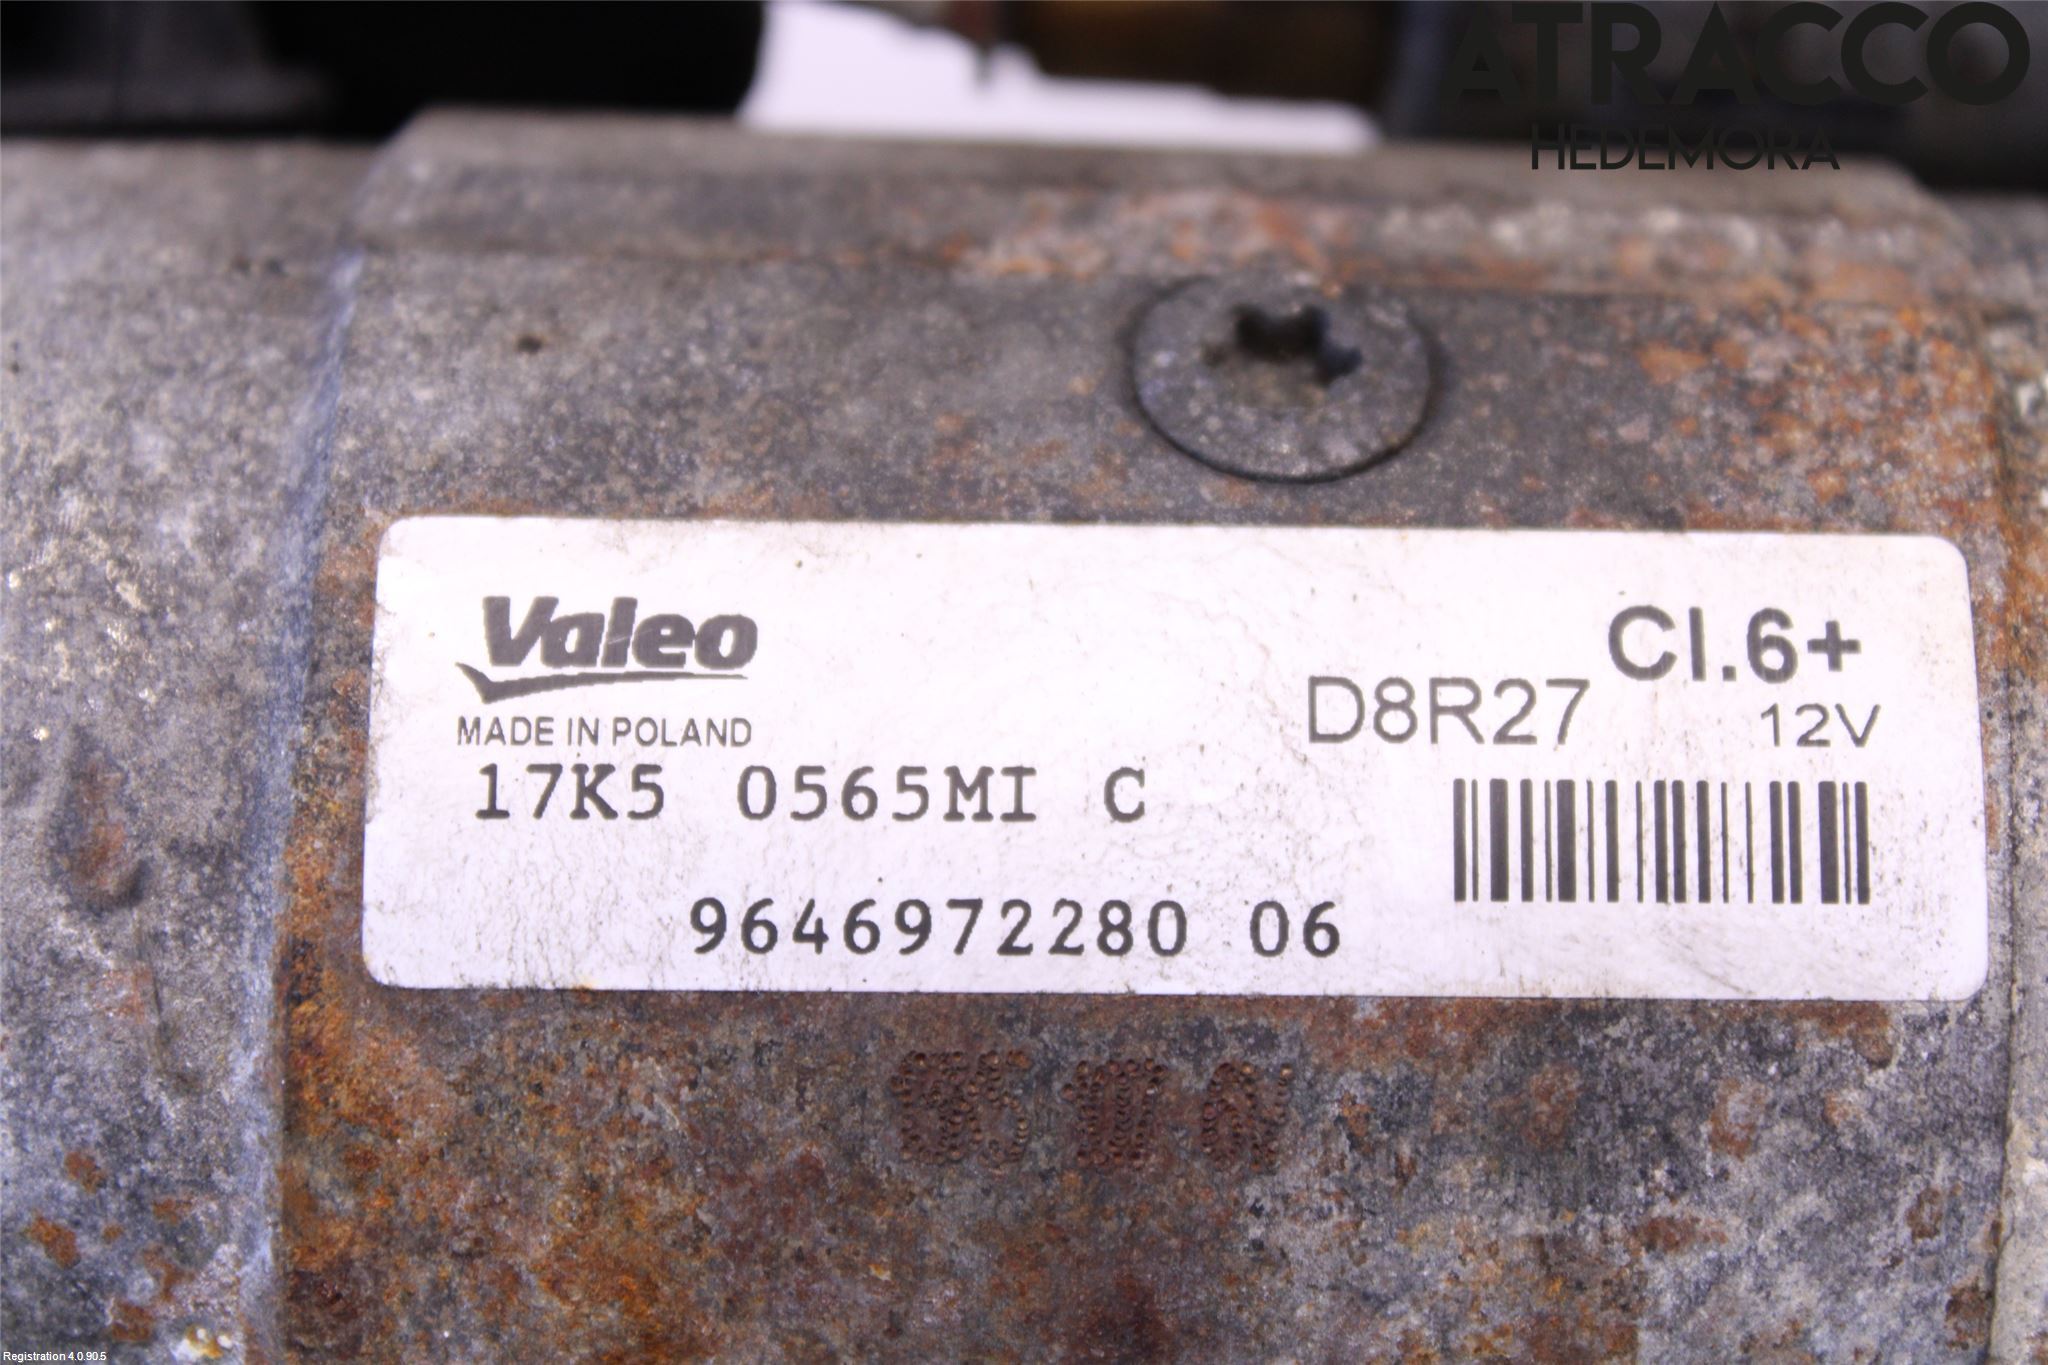 ATRACCO
HEDEMORA
Valeo
MADE IN POLAND
D8R27
Cl.6+
12V
17K5 0565MI C
9646972280 06
Registration 4.0.90.5